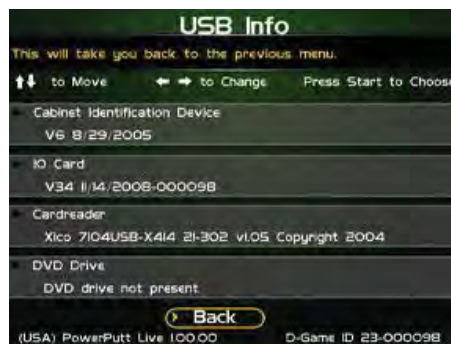 USB Info
This will take you back to the previous menu.
to Move to Change Press Start to Choose
Cabinet Identification Device
V6 8/29/2005
IO Card
V34 11/14/2008-000098
Cardreader
Xico 7104USB-X414 21-302 v1.05 Copyright 2004
DVD Drive
DVD drive not present
Back
(USA) PowerPutt Live 1.00.00 D-Game ID 23-000098